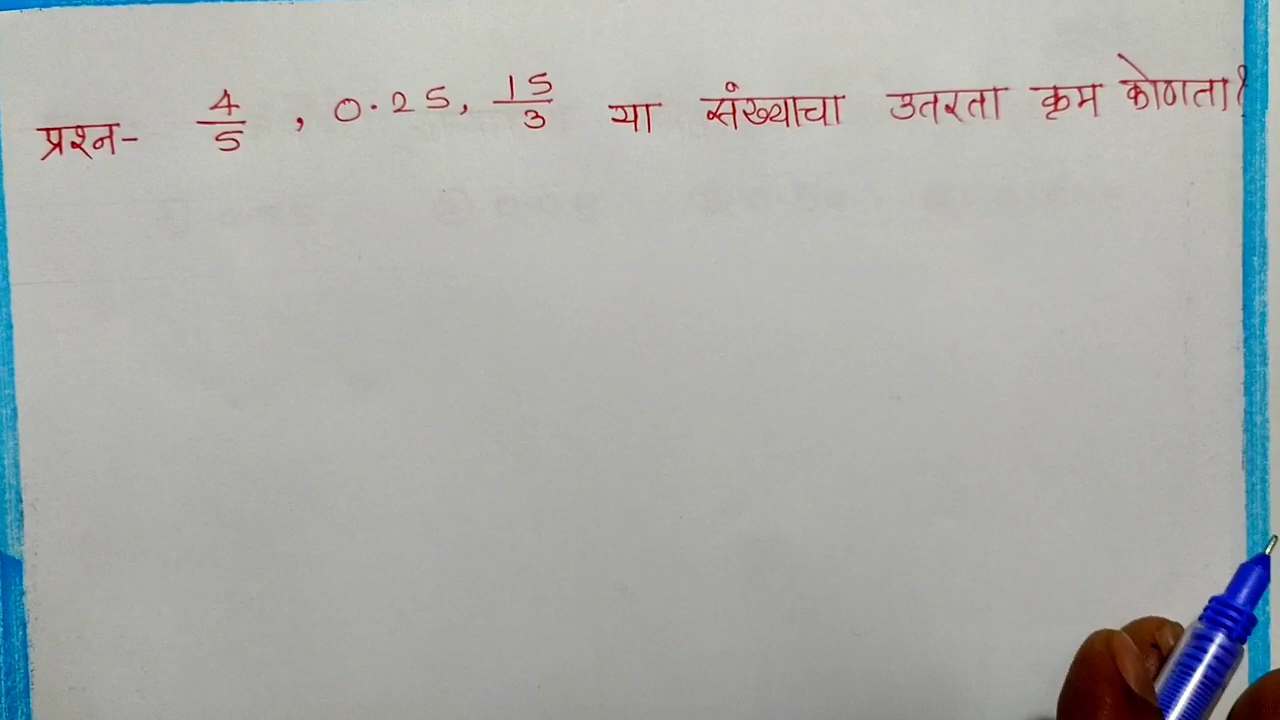 प्रश्न- 4/5 , 0.25, 15/3 या संख्याचा उतरता क्रम कोणता?